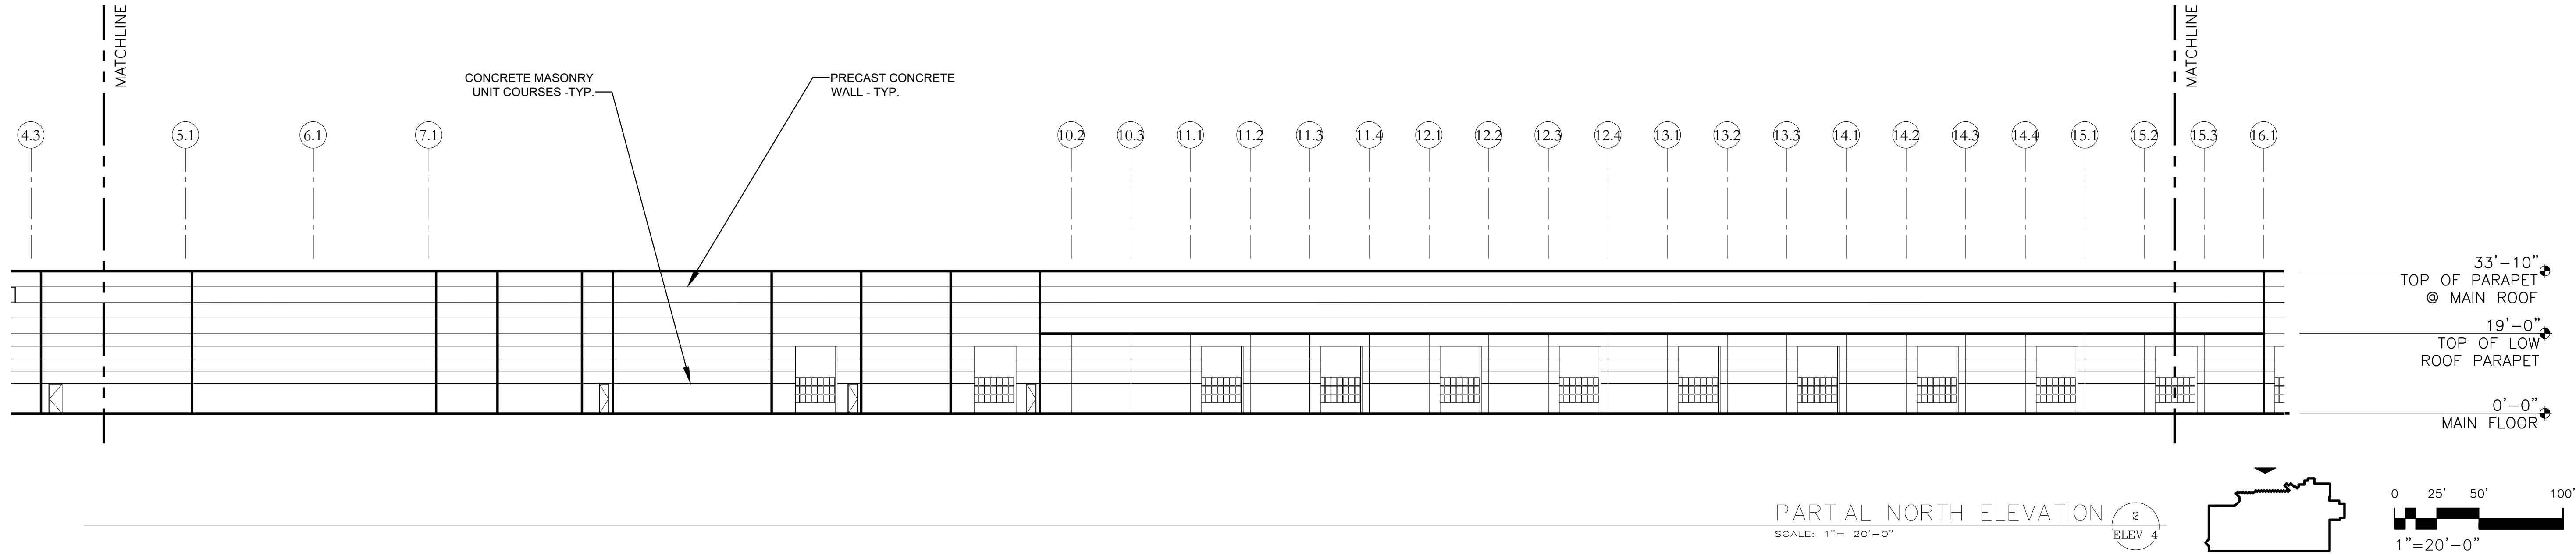 MATCHLINE
MATCHLINE
CONCRETE MASONRY
UNIT COURSES -TYP.
PRECAST CONCRETE
WALL - TYP.
4.3
5.1
6.1
7.1
10.2
10.3
11.1
11.2
11.3
11.4
12.1
12.2
12.3
12.4
13.1
13.2
13.3
14.1
14.2
14.3
14.4
15.1
15.2
15.3
16.1
33'-10"
TOP OF PARAPET
@ MAIN ROOF
19'-0"
TOP OF LOW
ROOF PARAPET
0'-0"
MAIN FLOOR
PARTIAL NORTH ELEVATION
SCALE: 1"= 20'-0"
2
ELEV 4
0 25' 50' 100'
1"=20'-0"